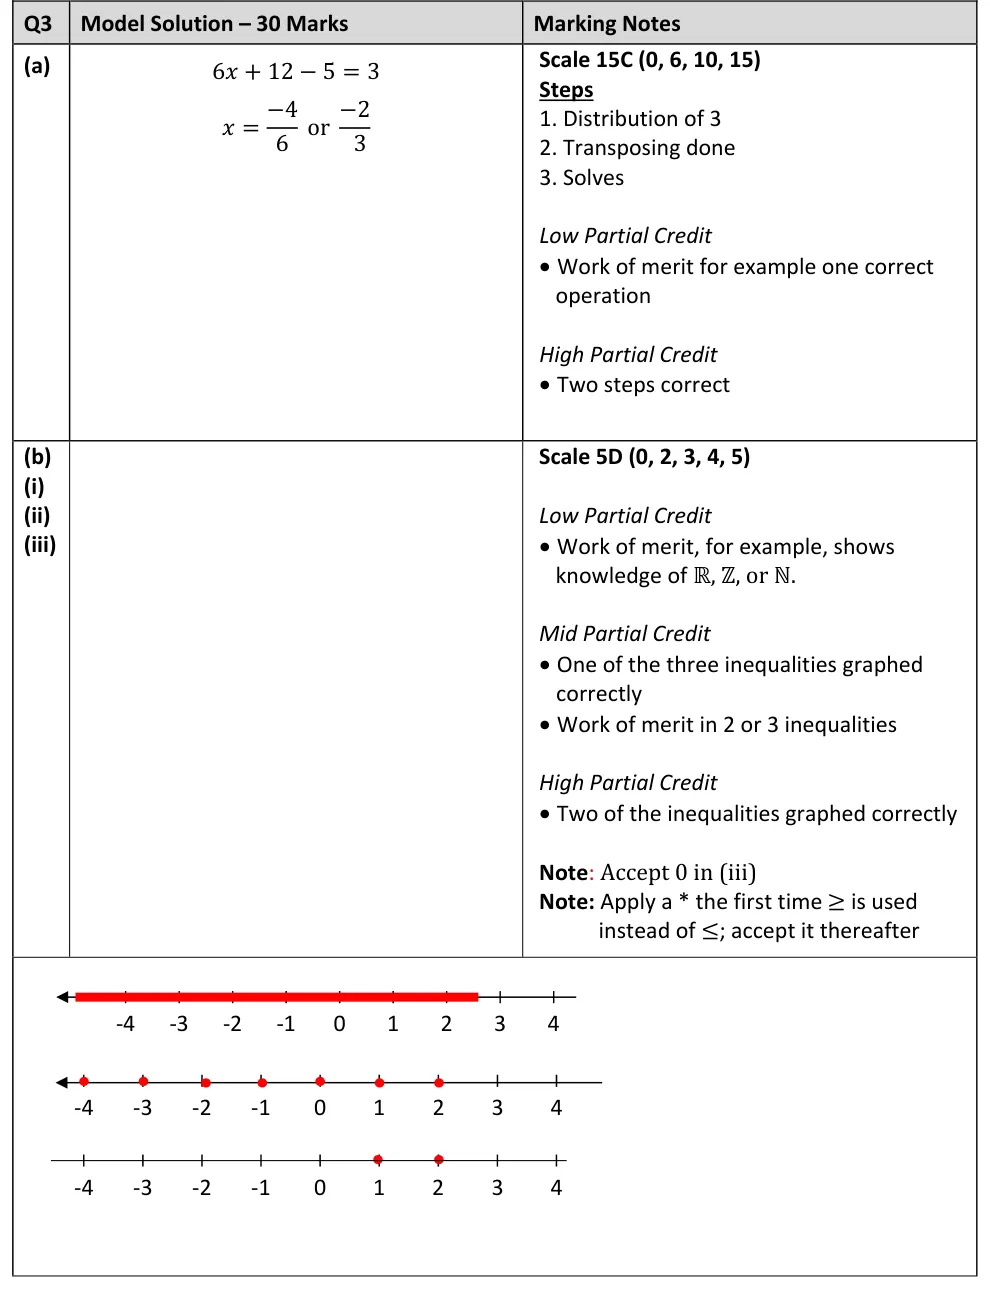 Q3 Model Solution – 30 Marks Marking Notes
(a)
6x + 12 − 5 = 3
x = −4/6 or −2/3
Scale 15C (0, 6, 10, 15)
Steps
1. Distribution of 3
2. Transposing done
3. Solves
Low Partial Credit
• Work of merit for example one correct
operation
High Partial Credit
• Two steps correct
(b)
(i)
(ii)
(iii)
Scale 5D (0, 2, 3, 4, 5)
Low Partial Credit
• Work of merit, for example, shows
knowledge of ℝ, ℤ, or ℕ.
Mid Partial Credit
• One of the three inequalities graphed
correctly
• Work of merit in 2 or 3 inequalities
High Partial Credit
• Two of the inequalities graphed correctly
Note: Accept 0 in (iii)
Note: Apply a * the first time ≥ is used
instead of ≤; accept it thereafter
-4 -3 -2 -1 0 1 2 3 4
-4 -3 -2 -1 0 1 2 3 4
-4 -3 -2 -1 0 1 2 3 4